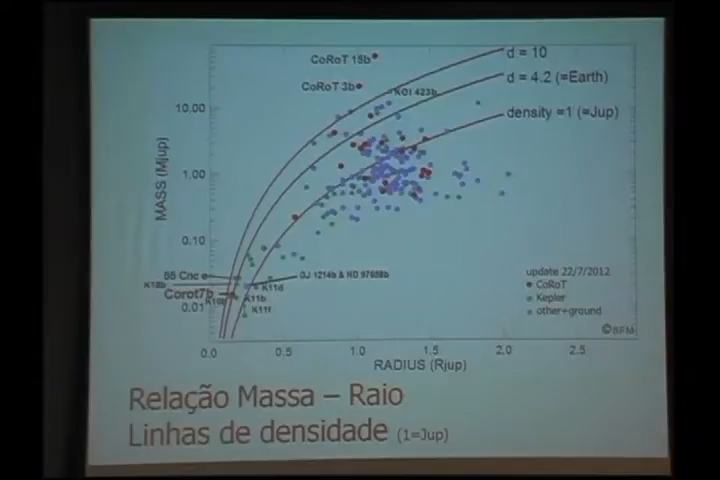 CoRoT 15b
d = 10
CoRoT 3b
d = 4.2 (=Earth)
KOI 423b
10.00
density =1 (=Jup)
MASS (Mjup)
1.00
0.10
55 Cnc e
GJ 1214b & HD 97658b
K18b
K11d
Corot7b
K10b
K11b
0.01
K11f
update 22/7/2012
CoRoT
Kepler
other+ground
©BFM
0.0
0.5
1.0
1.5
2.0
2.5
RADIUS (Rjup)
Relação Massa – Raio
Linhas de densidade (1=Jup)